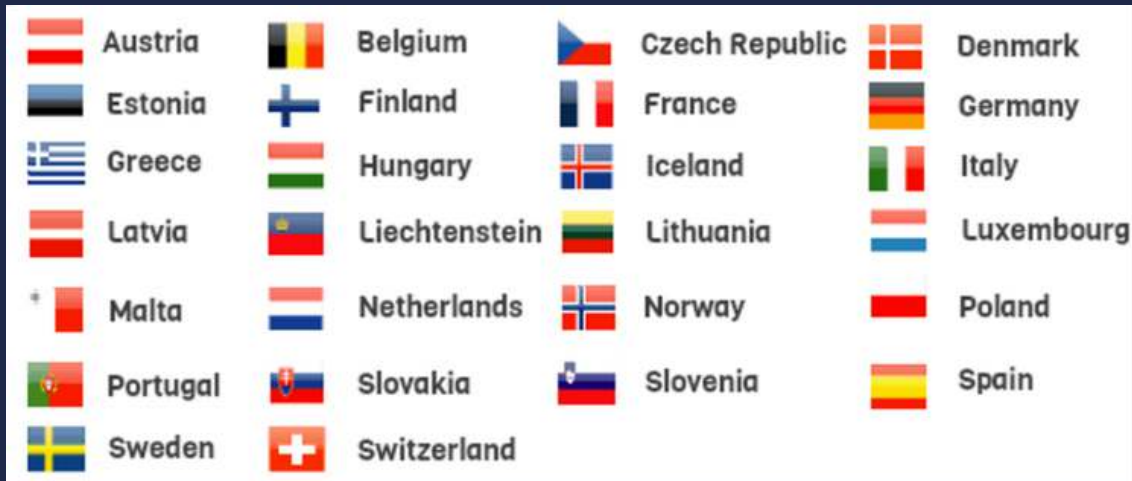 Austria Belgium Czech Republic Denmark
Estonia Finland France Germany
Greece Hungary Iceland Italy
Latvia Liechtenstein Lithuania Luxembourg
Malta Netherlands Norway Poland
Portugal Slovakia Slovenia Spain
Sweden Switzerland